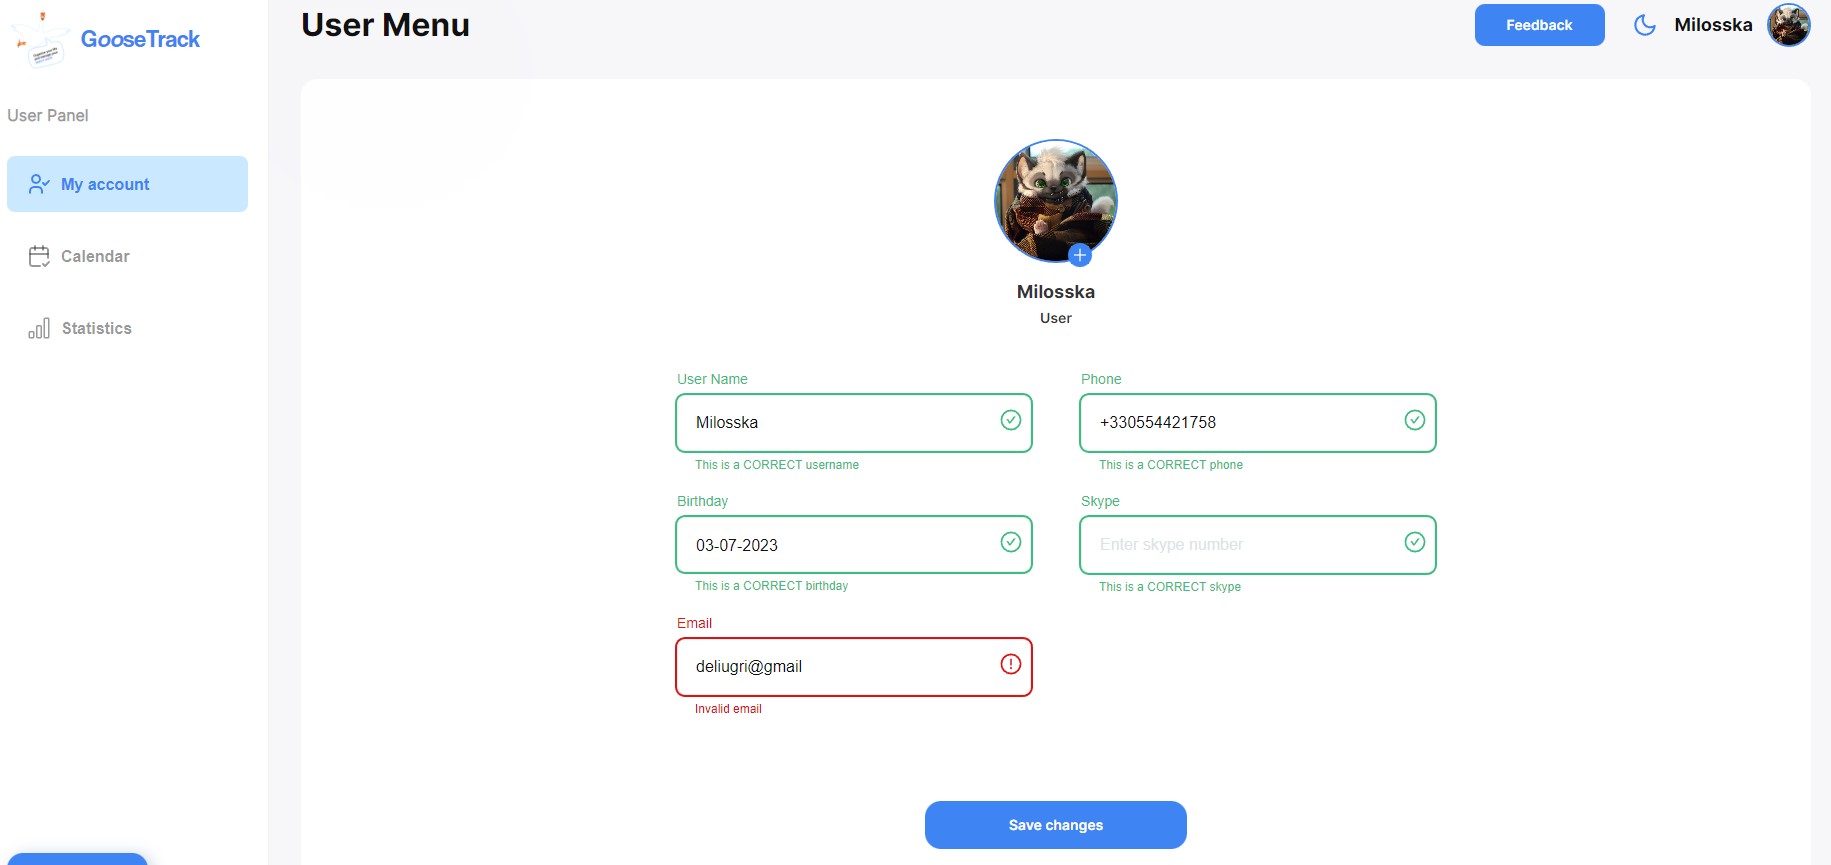 GooseTrack
User Menu
Feedback
Milosska
User Panel
My account
Calendar
Statistics
Milosska
User
User Name
Phone
Milosska
+330554421758
This is a CORRECT username
This is a CORRECT phone
Birthday
Skype
03-07-2023
Enter skype number
This is a CORRECT birthday
This is a CORRECT skype
Email
deliugri@gmail
Invalid email
Save changes